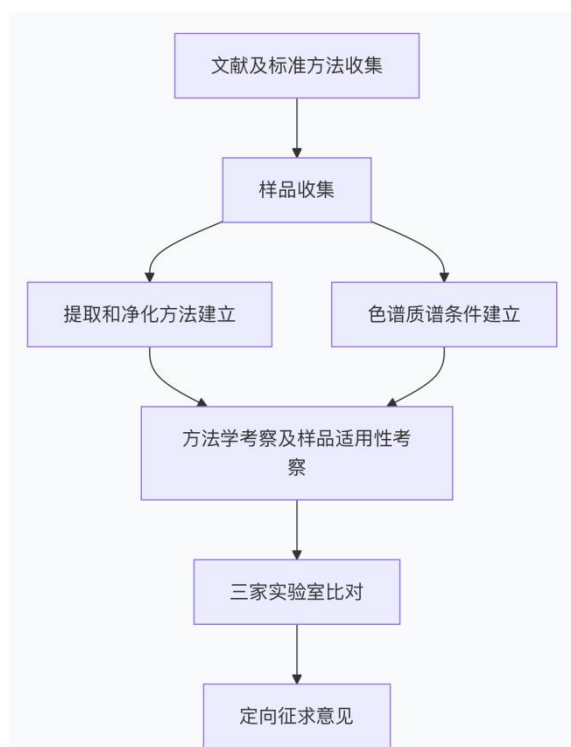 文献及标准方法收集
样品收集
提取和净化方法建立
色谱质谱条件建立
方法学考察及样品适用性考
察
三家实验室比对
定向征求意见